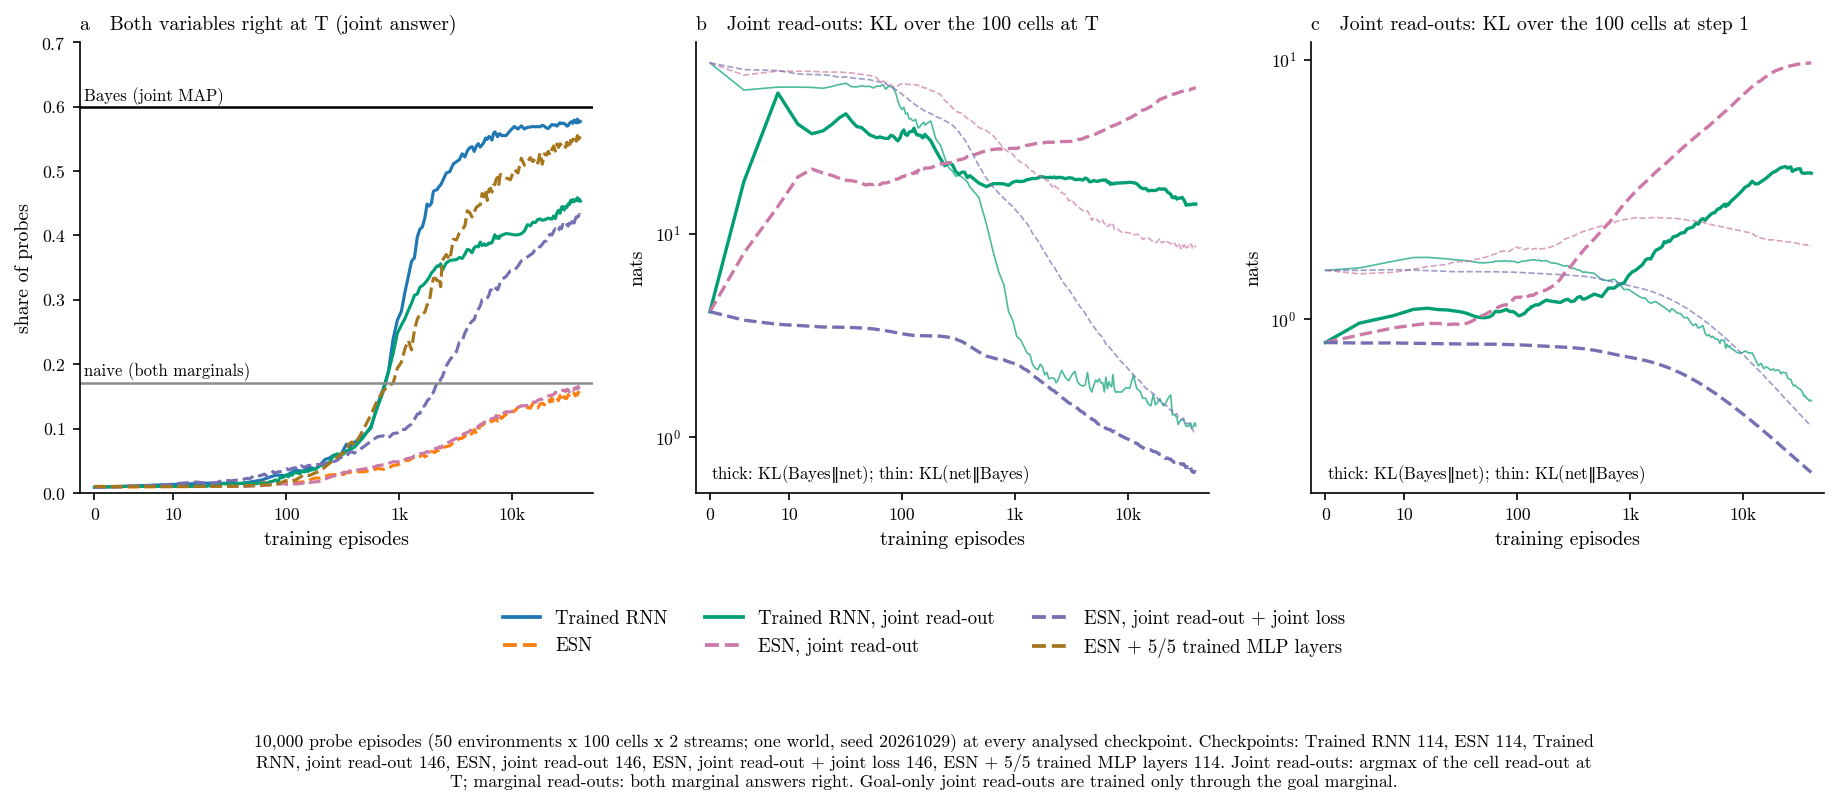 a Both variables right at T (joint answer)
b Joint read-outs: KL over the 100 cells at T
c Joint read-outs: KL over the 100 cells at step 1
0.7
0.6
0.5
0.4
0.3
0.2
0.1
0.0
share of probes
Bayes (joint MAP)
naive (both marginals)
0 10 100 1k 10k
training episodes
10¹
10⁰
nats
thick: KL(Bayes‖net); thin: KL(net‖Bayes)
0 10 100 1k 10k
training episodes
10¹
10⁰
nats
thick: KL(Bayes‖net); thin: KL(net‖Bayes)
0 10 100 1k 10k
training episodes
Trained RNN
ESN
Trained RNN, joint read-out
ESN, joint read-out
ESN, joint read-out + joint loss
ESN + 5/5 trained MLP layers
10,000 probe episodes (50 environments x 100 cells x 2 streams; one world, seed 20261029) at every analysed checkpoint. Checkpoints: Trained RNN 114, ESN 114, Trained
RNN, joint read-out 146, ESN, joint read-out 146, ESN, joint read-out + joint loss 146, ESN + 5/5 trained MLP layers 114. Joint read-outs: argmax of the cell read-out at
T; marginal read-outs: both marginal answers right. Goal-only joint read-outs are trained only through the goal marginal.